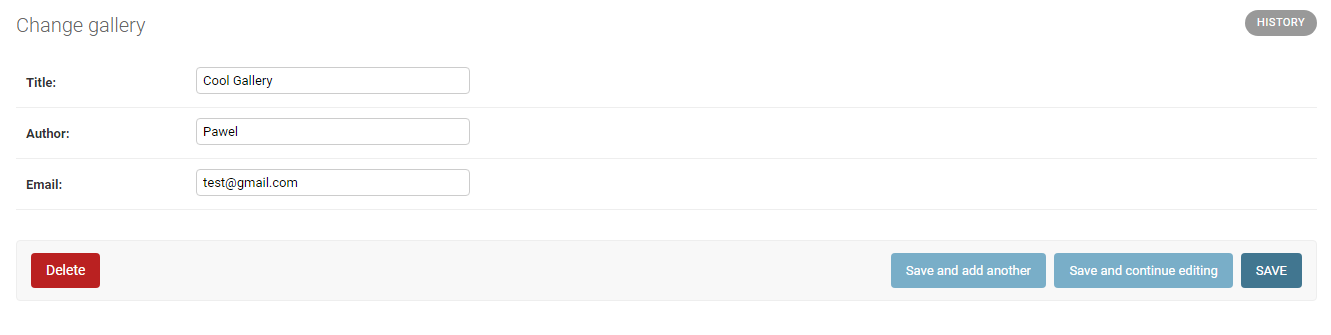 Change gallery
HISTORY
Title: Cool Gallery
Author: Pawel
Email: test@gmail.com
Delete Save and add another Save and continue editing SAVE